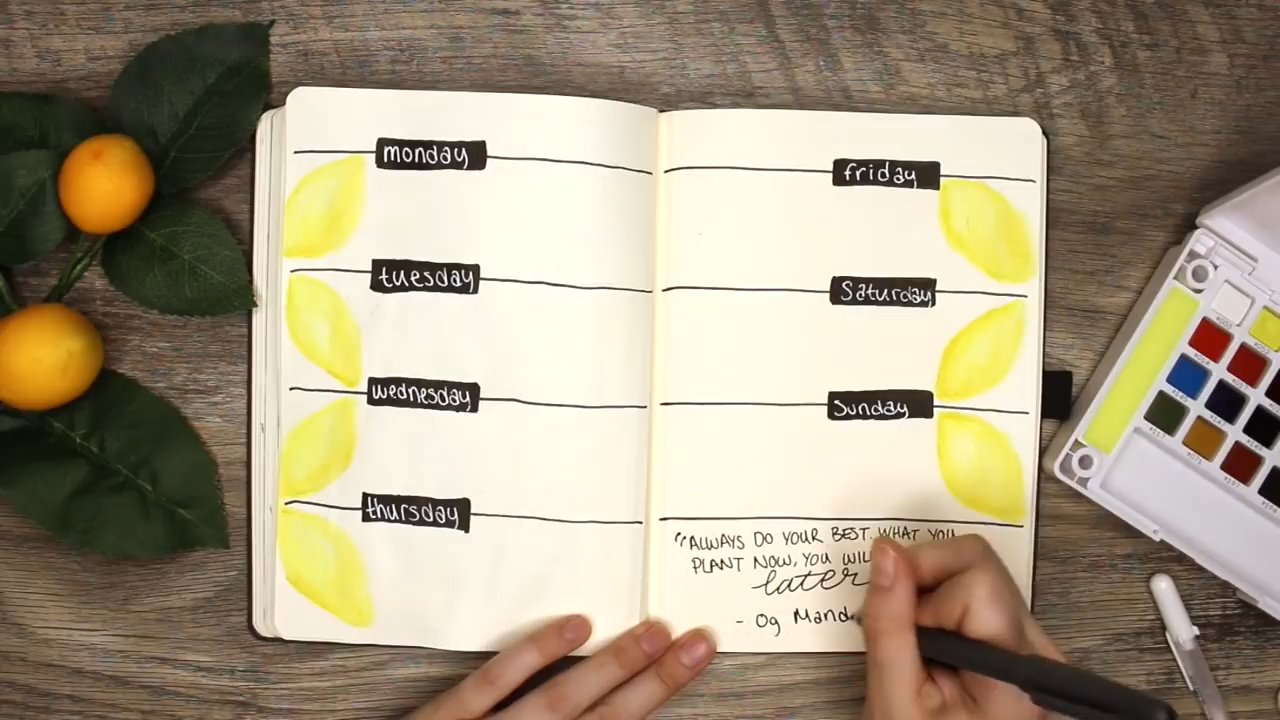 monday
tuesday
wednesday
thursday
friday
Saturday
Sunday
"ALWAYS DO YOUR BEST. WHAT YOU
PLANT NOW, YOU WILL
later
- Og Mand